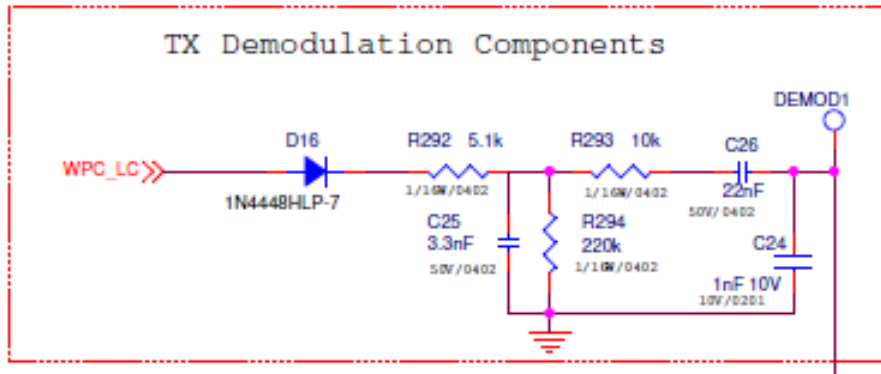 TX Demodulation Components
DEMOD1
D16
R292 5.1k
R293 10k
C26
WPC_LC
1N4448HLP-7
1/16W/0402
1/16W/0402
22nF
50V/0402
C25
3.3nF
50V/0402
R294
220k
1/16W/0402
C24
1nF 10V
10V/0201